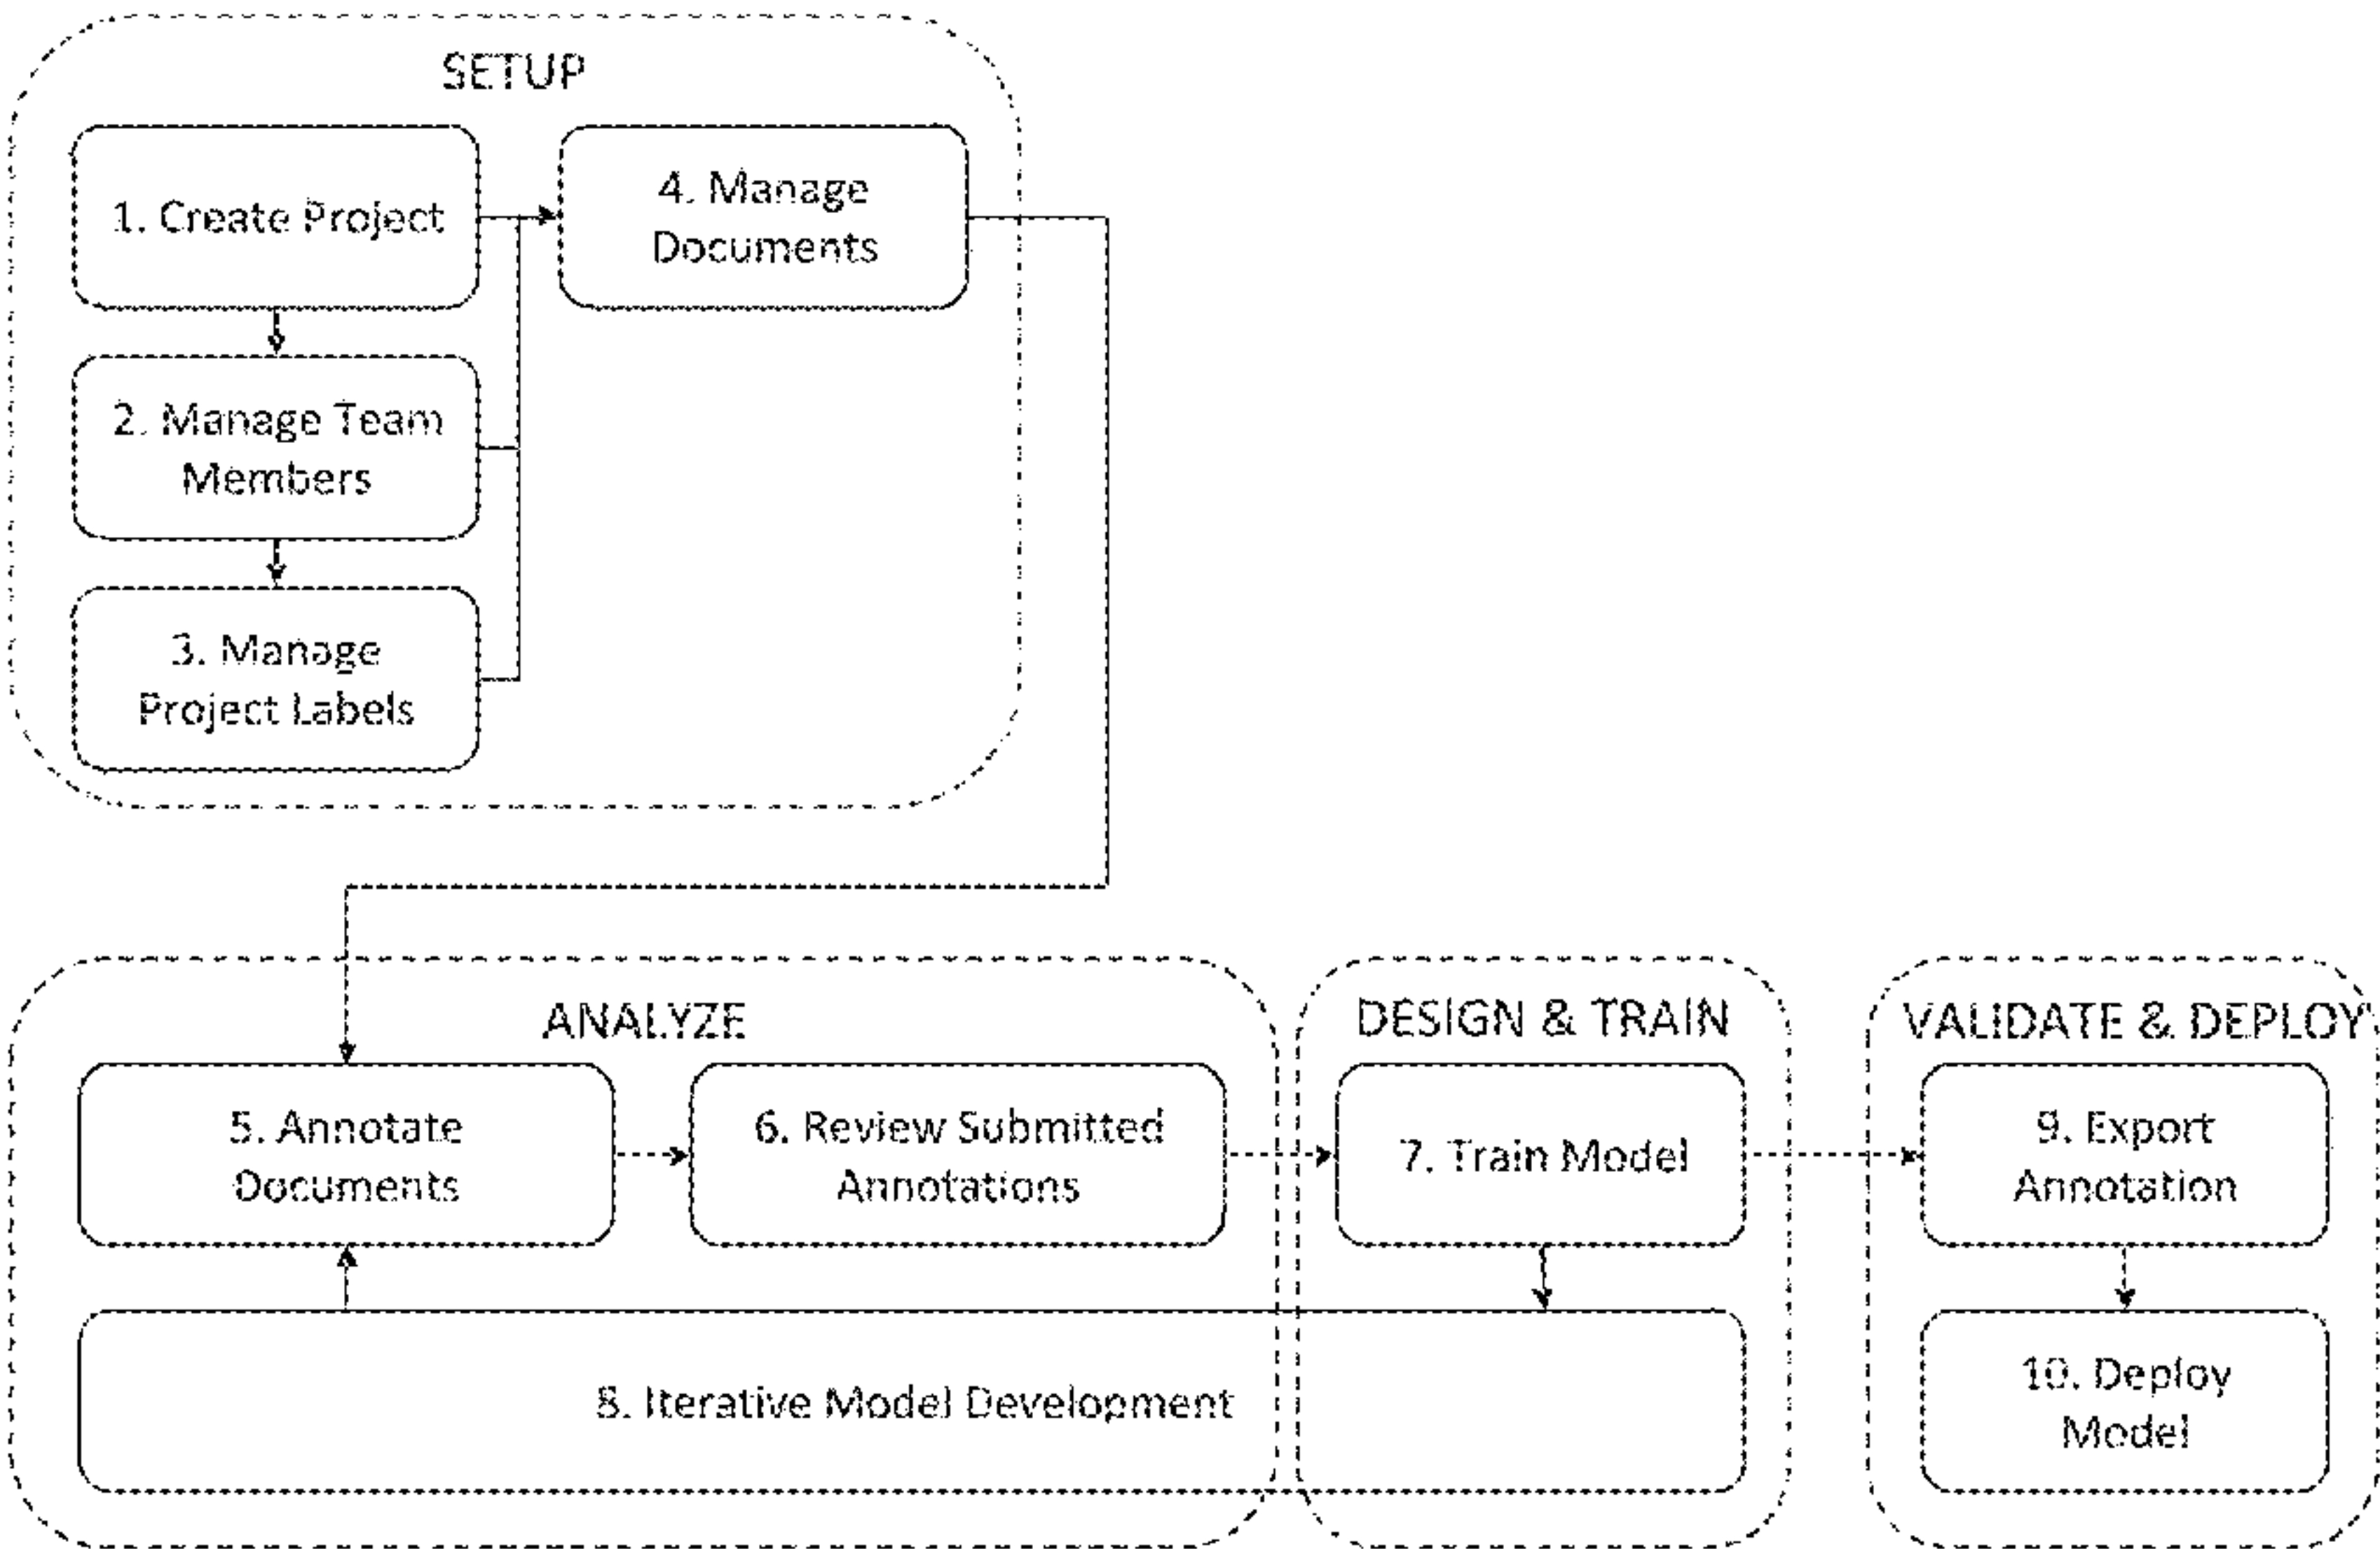 SETUP
1. Create Project
4. Manage
Documents
2. Manage Team
Members
3. Manage
Project Labels
ANALYZE
5. Annotate
Documents
6. Review Submitted
Annotations
DESIGN & TRAIN
7. Train Model
8. Iterative Model Development
VALIDATE & DEPLOY
9. Export
Annotation
10. Deploy
Model